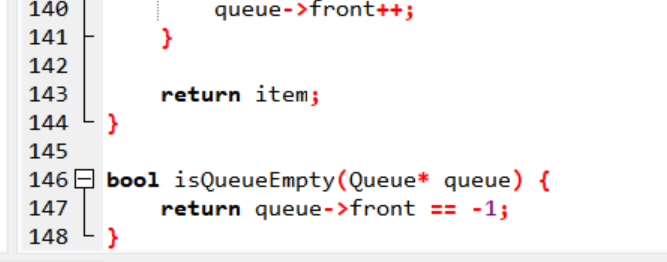 140 queue->front++;
141 }
142
143 return item;
144 }
145
146 bool isQueueEmpty(Queue* queue) {
147 return queue->front == -1;
148 }